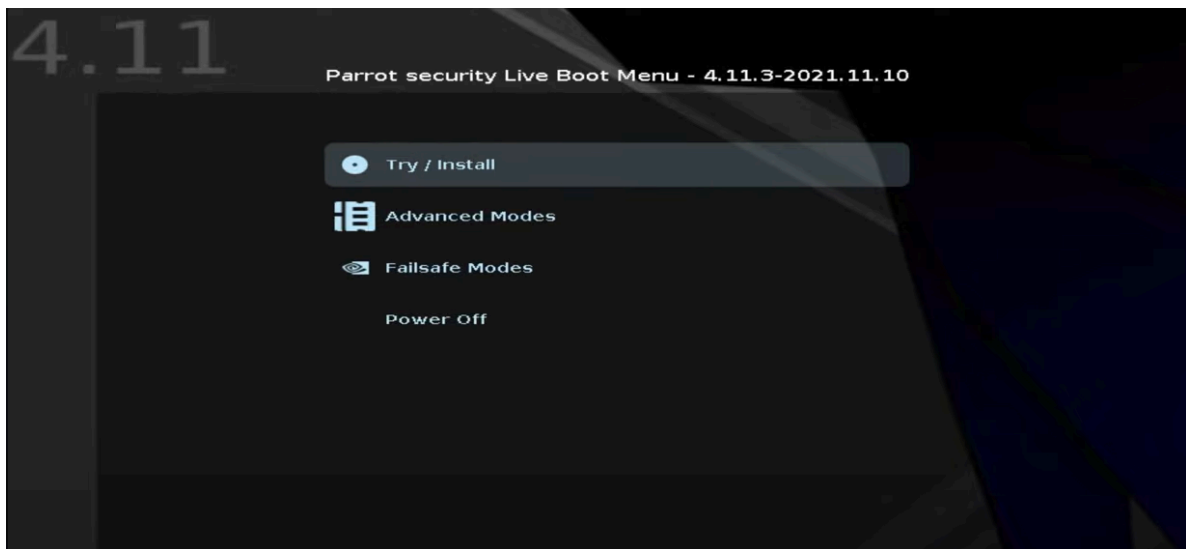 4.11
Parrot security Live Boot Menu - 4.11.3-2021.11.10
Try / Install
Advanced Modes
Failsafe Modes
Power Off